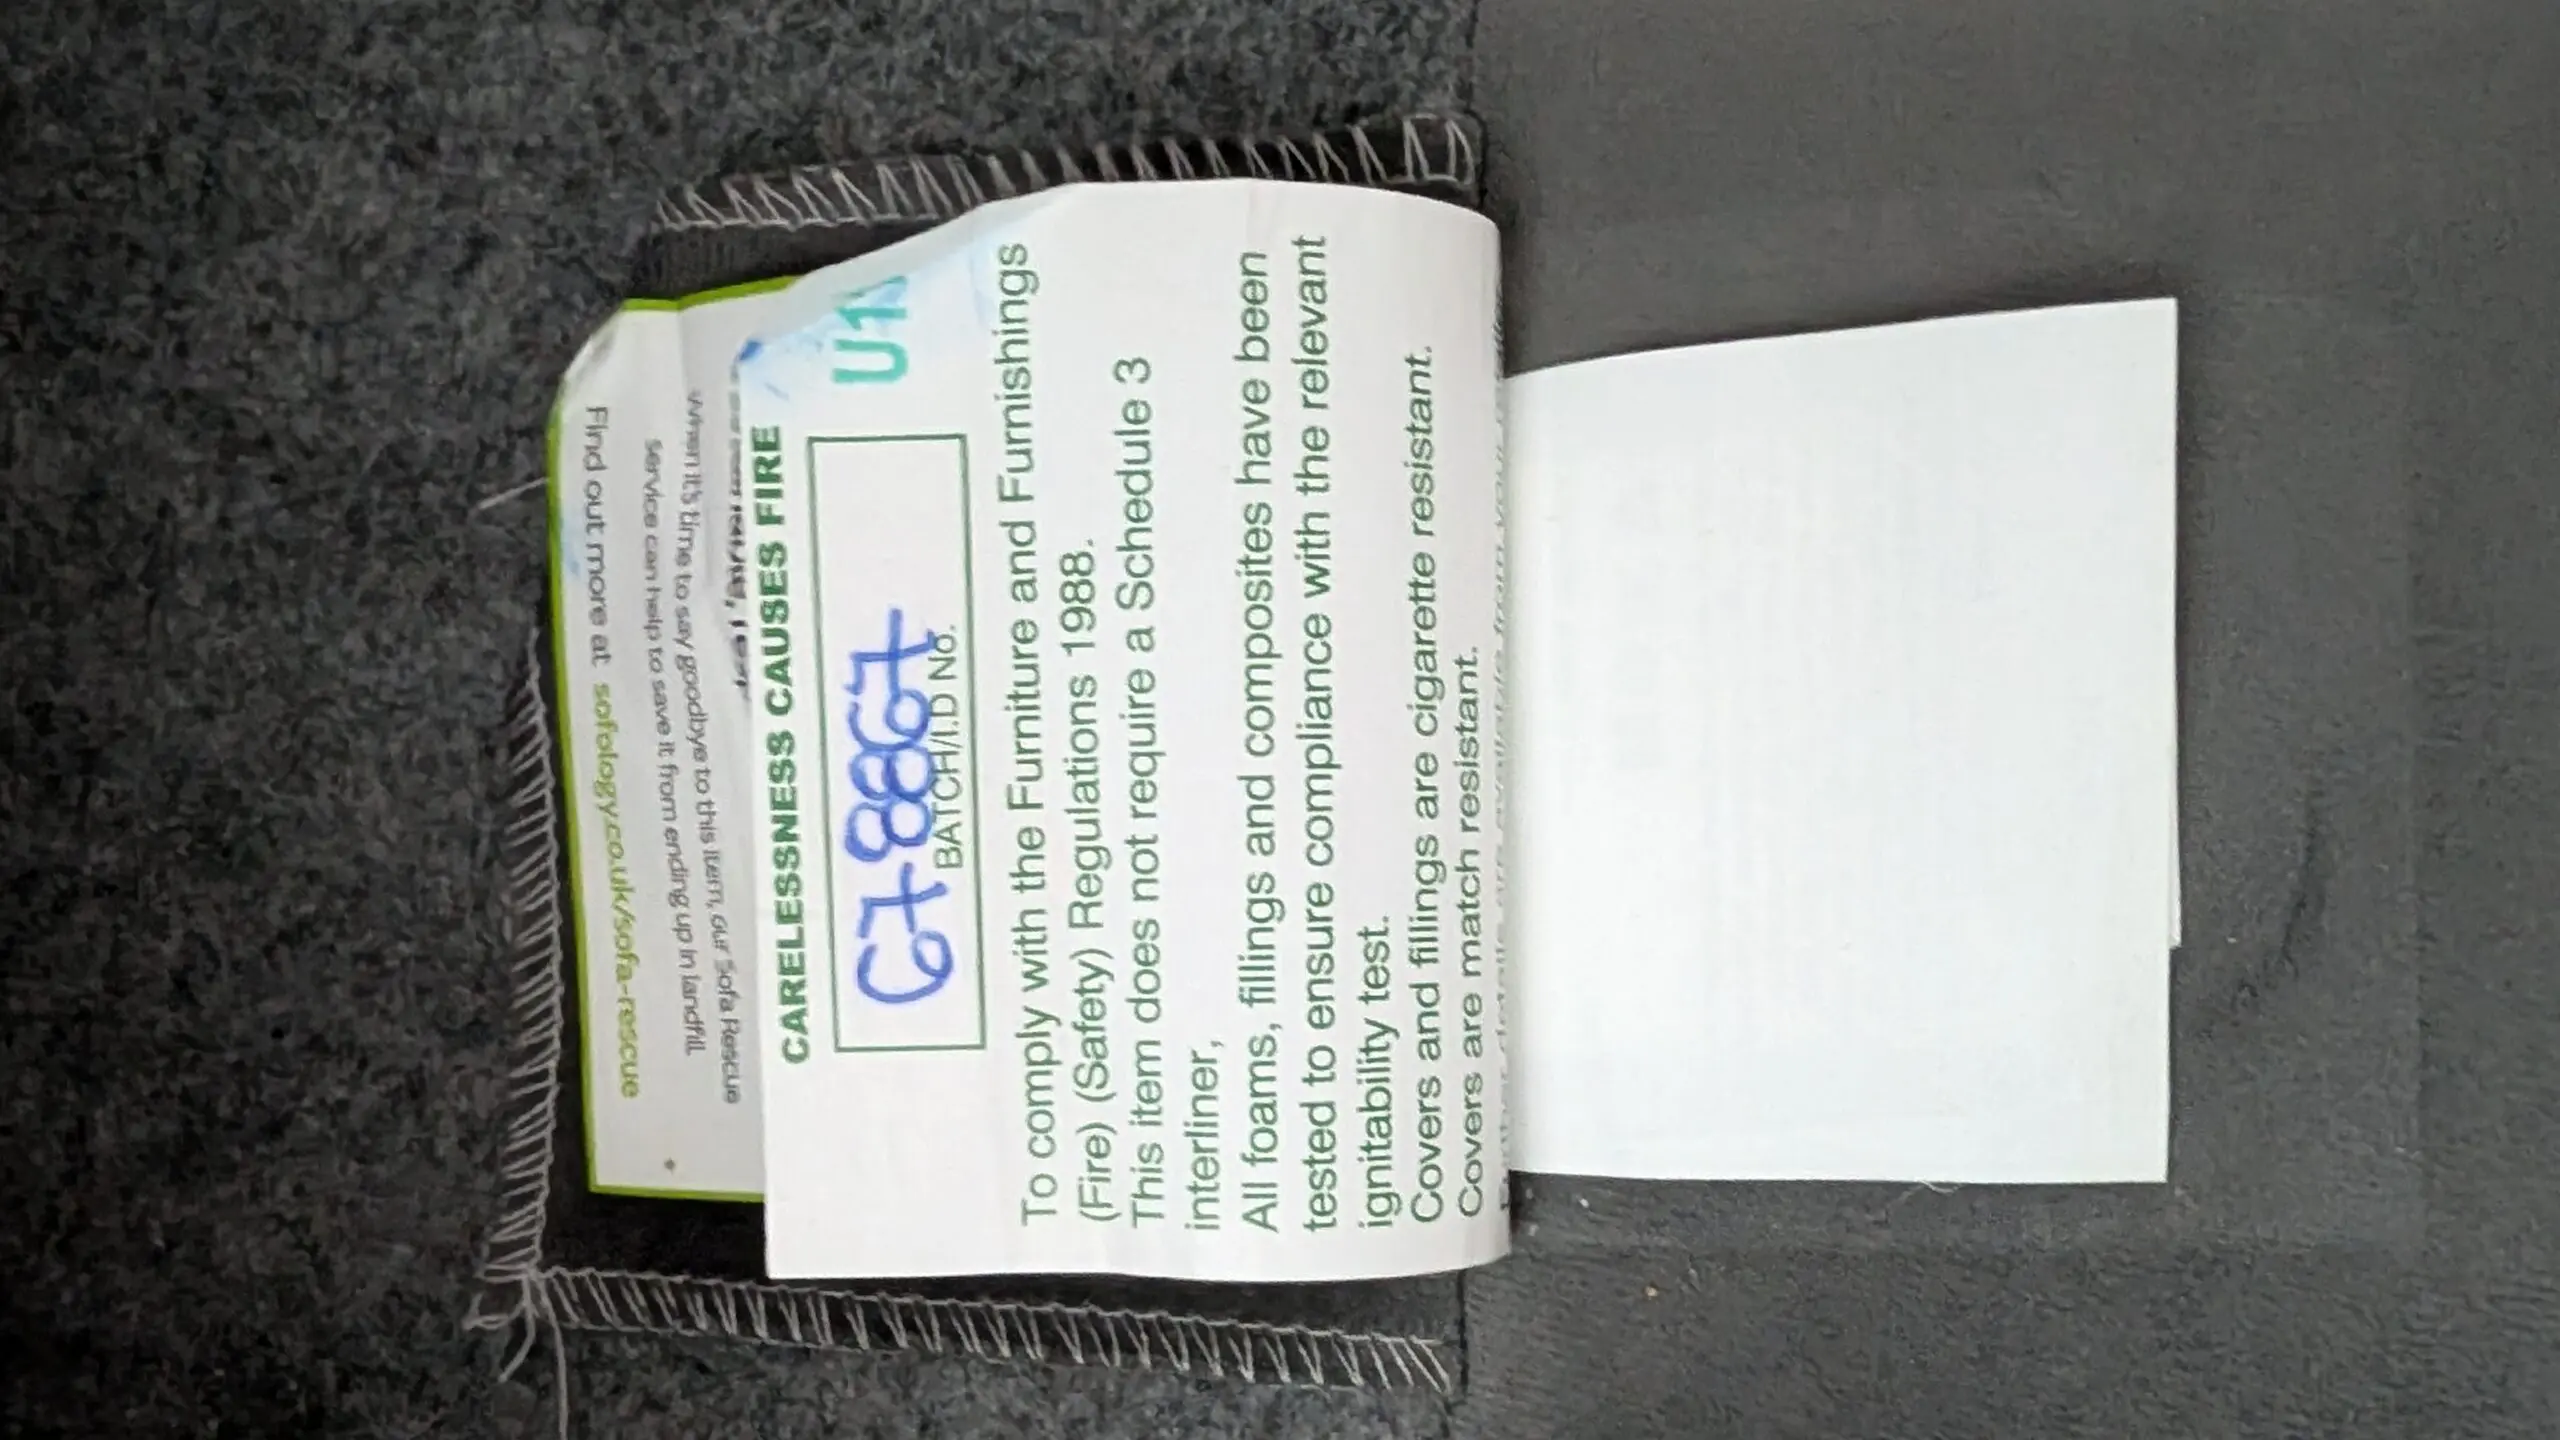 CARELESSNESS CAUSES FIRE
678867
BATCH/I.D No.
To comply with the Furniture and Furnishings
(Fire) (Safety) Regulations 1988.
This item does not require a Schedule 3
interliner,
All foams, fillings and composites have been
tested to ensure compliance with the relevant
ignitability test.
Covers and fillings are cigarette resistant.
Covers are match resistant.
When it's time to say goodbye to this item, our Sofa Rescue
service can help to save it from ending up in landfill.
Find out more at sofology.co.uk/sofa-rescue